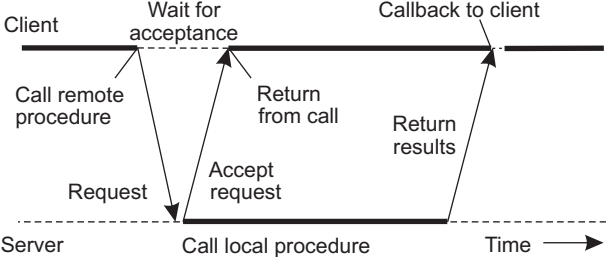 Client
Wait for
acceptance
Callback to client
Call remote
procedure
Return
from call
Return
results
Request
Accept
request
Server
Call local procedure
Time